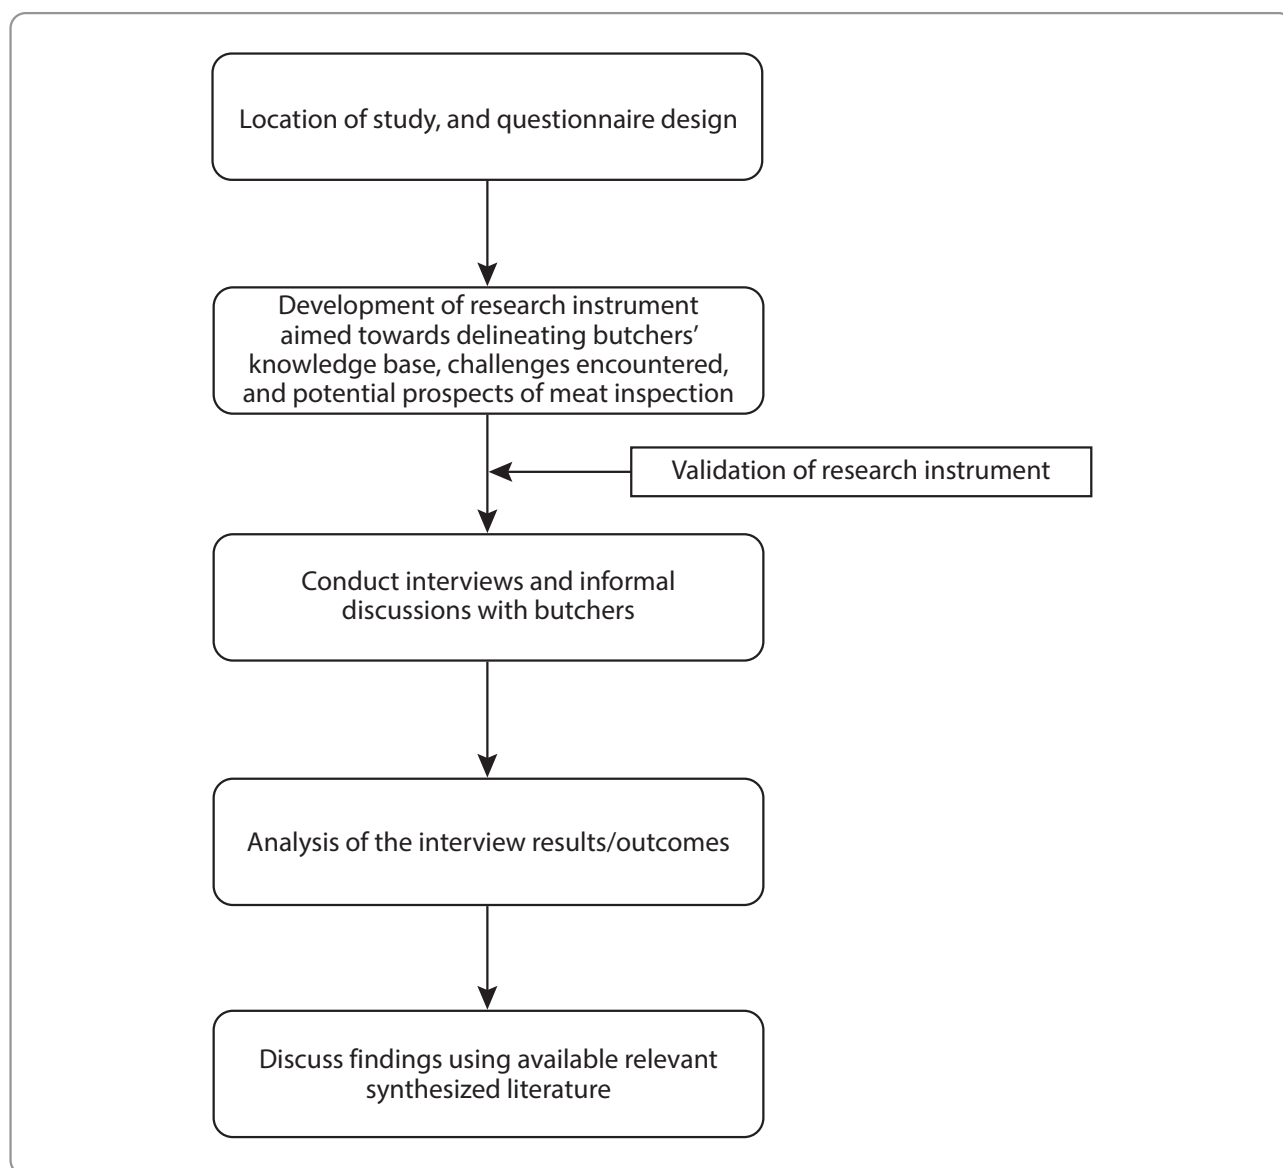 Location of study, and questionnaire design
Development of research instrument
aimed towards delineating butchers’
knowledge base, challenges encountered,
and potential prospects of meat inspection
Validation of research instrument
Conduct interviews and informal
discussions with butchers
Analysis of the interview results/outcomes
Discuss findings using available relevant
synthesized literature